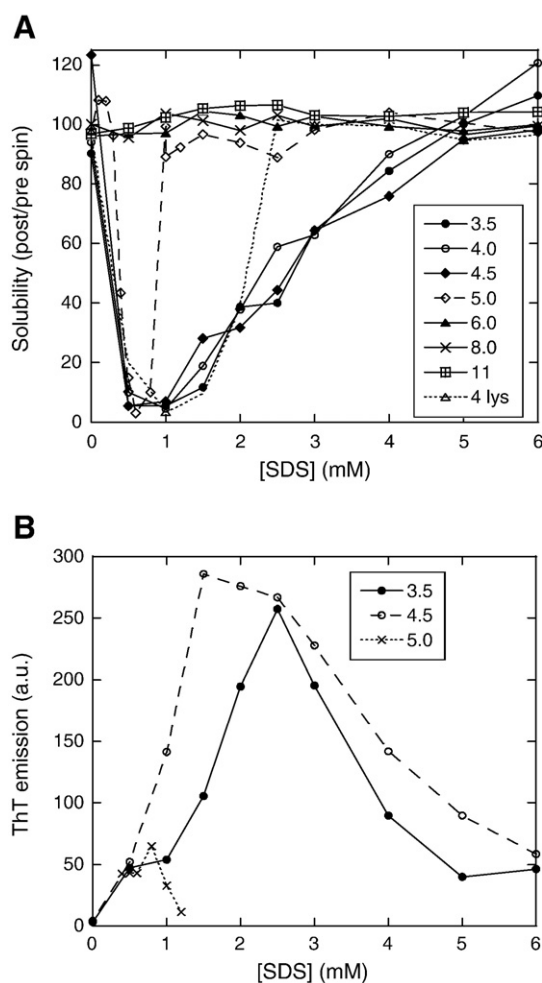 A
Solubility (post/pre spin)
120
100
80
60
40
20
0
3.5
4.0
4.5
5.0
6.0
8.0
11
4 lys
0 1 2 3 4 5 6
[SDS] (mM)
B
ThT emission (a.u.)
300
250
200
150
100
50
0
3.5
4.5
5.0
0 1 2 3 4 5 6
[SDS] (mM)